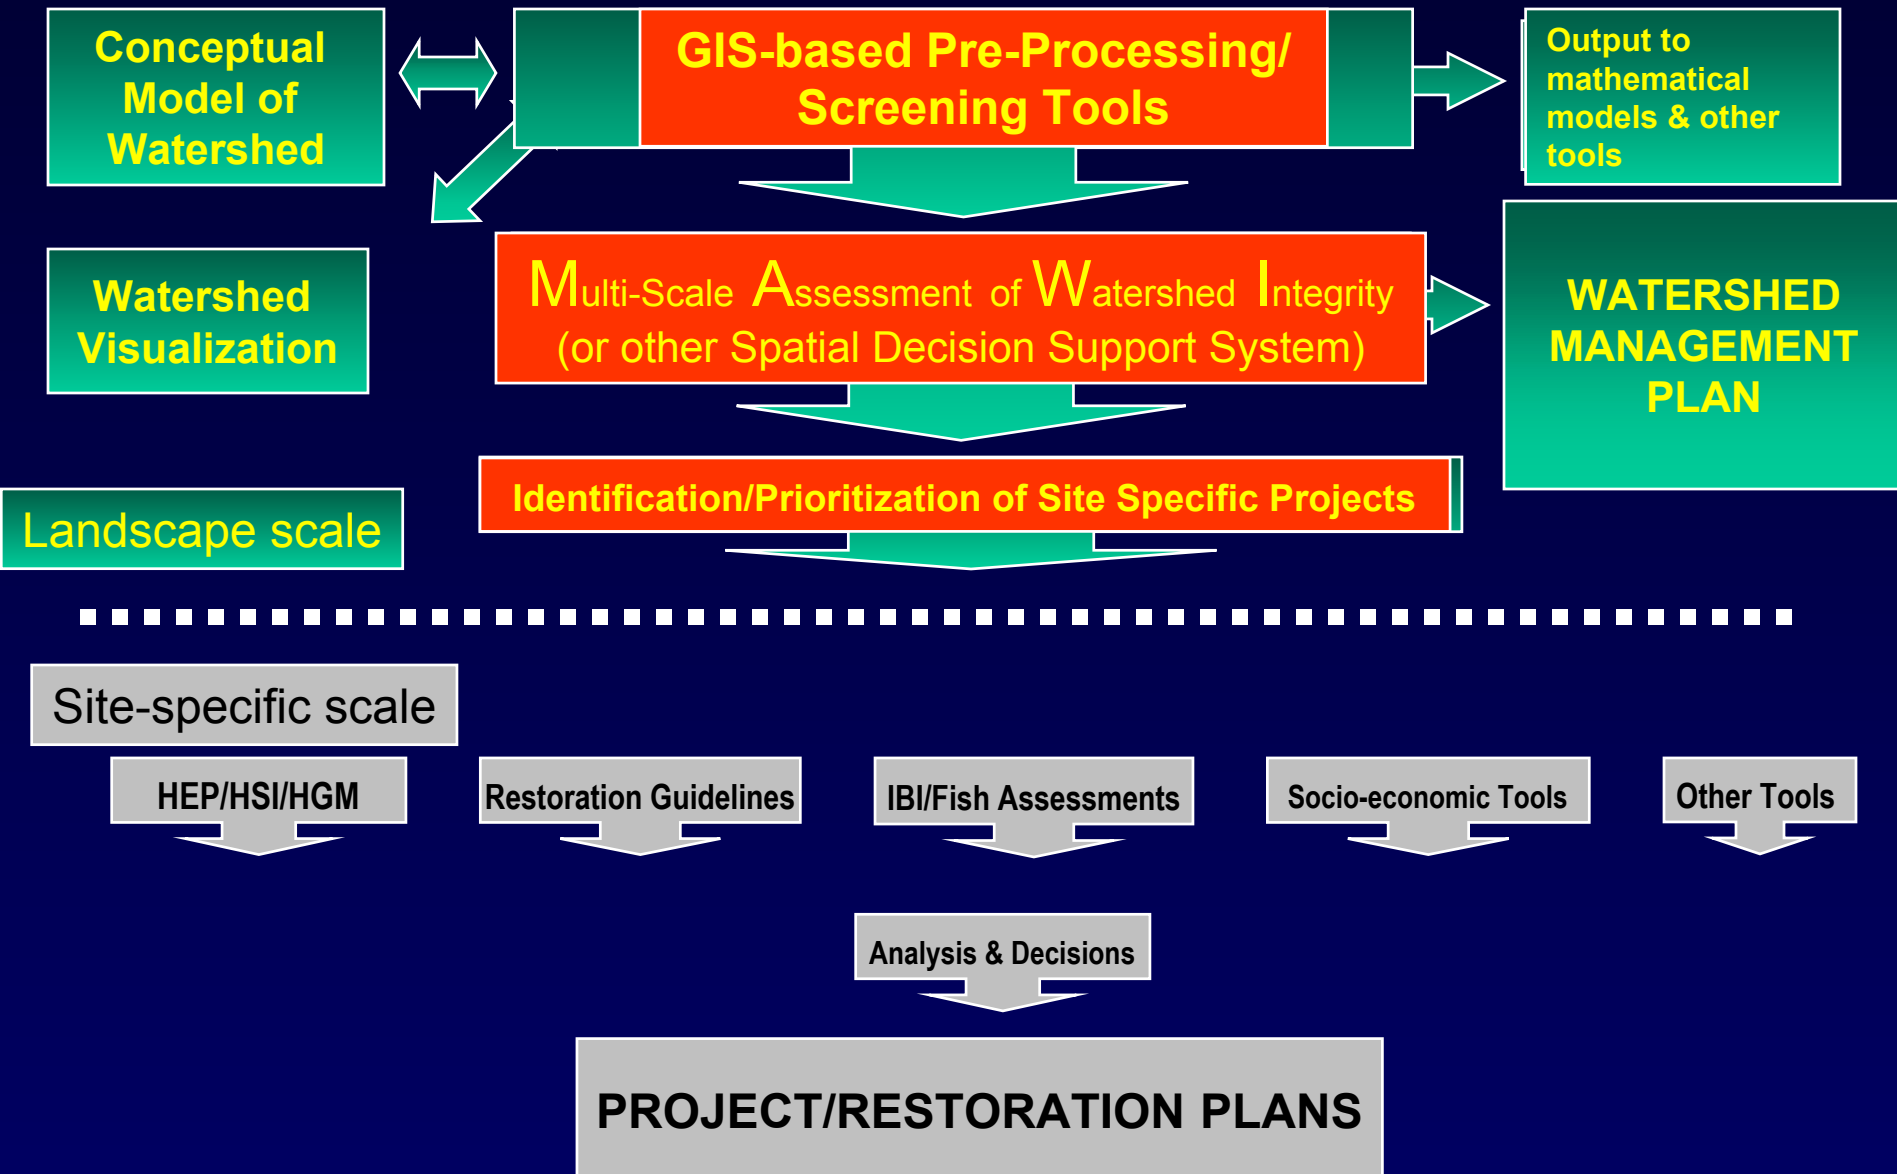 Conceptual
Model of
Watershed
GIS-based Pre-Processing/
Screening Tools
Output to
mathematical
models & other
tools
Watershed
Visualization
Multi-Scale Assessment of Watershed Integrity
(or other Spatial Decision Support System)
WATERSHED
MANAGEMENT
PLAN
Identification/Prioritization of Site Specific Projects
Landscape scale
Site-specific scale
HEP/HSI/HGM
Restoration Guidelines
IBI/Fish Assessments
Socio-economic Tools
Other Tools
Analysis & Decisions
PROJECT/RESTORATION PLANS